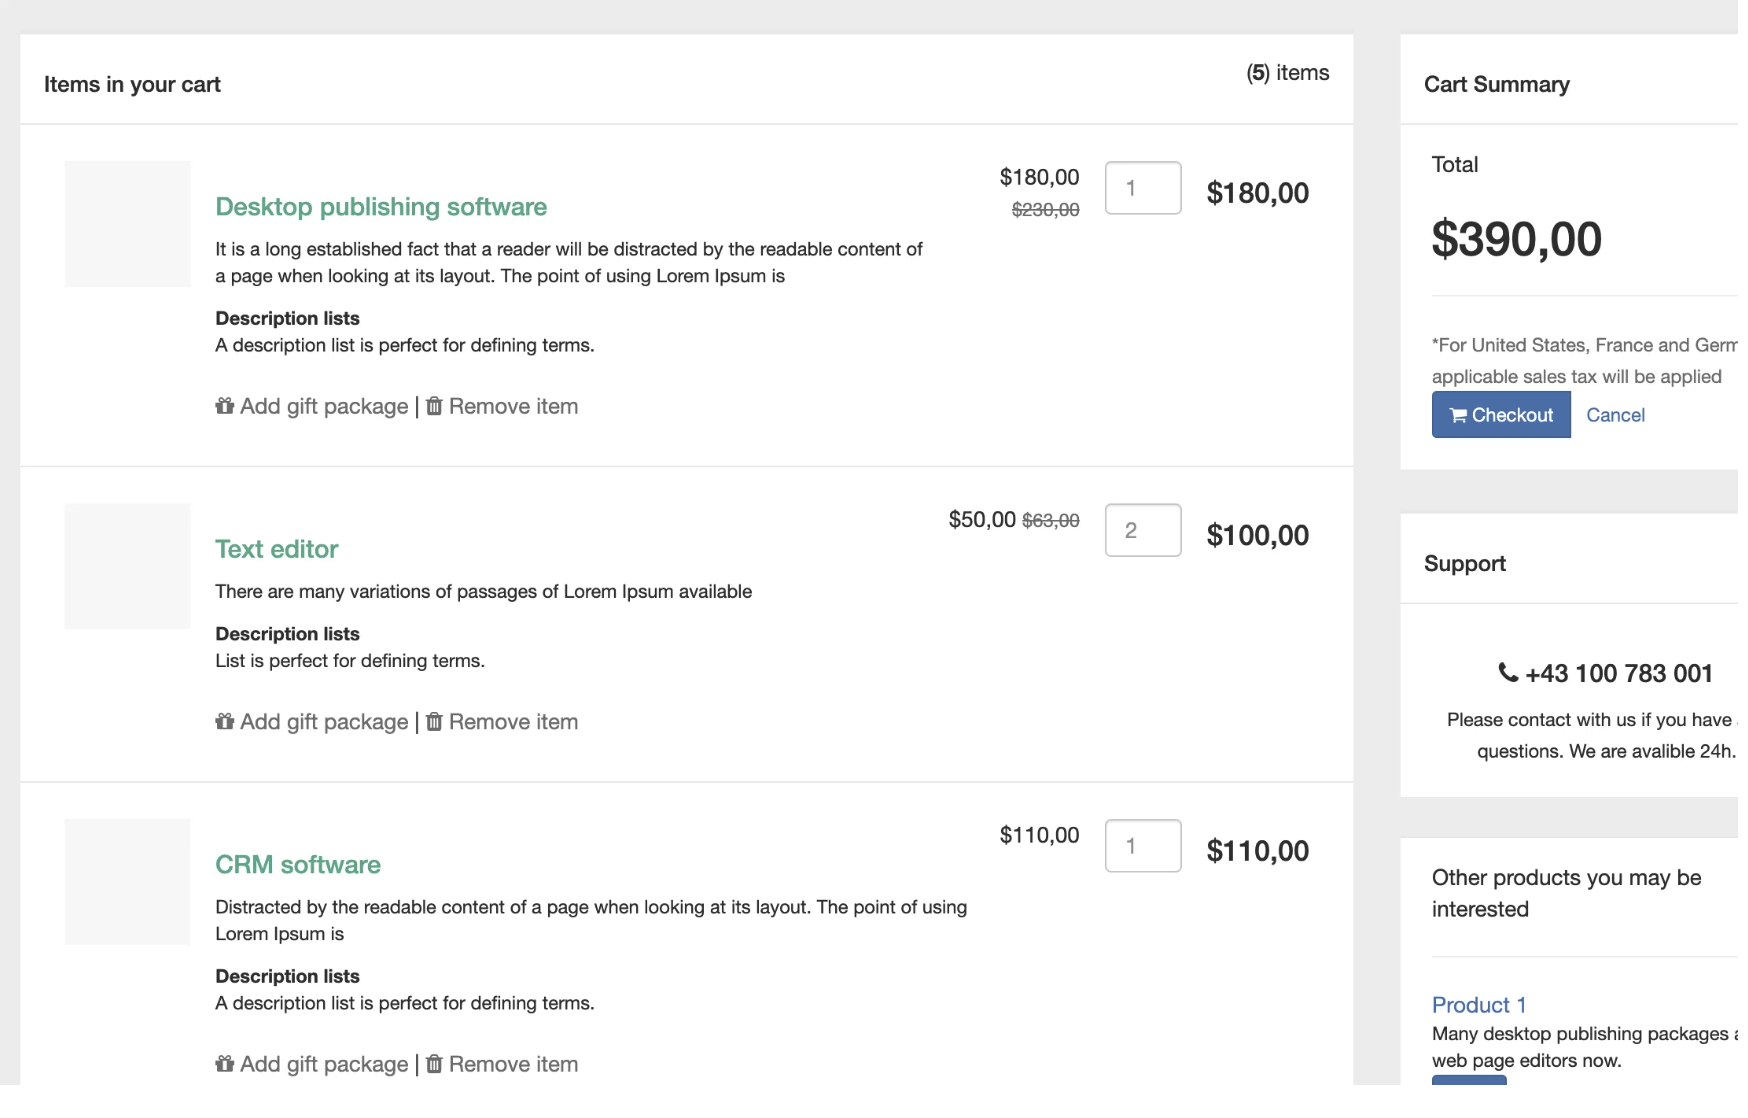 Items in your cart
(5) items
Desktop publishing software
$180,00
$230,00
1
$180,00
It is a long established fact that a reader will be distracted by the readable content of
a page when looking at its layout. The point of using Lorem Ipsum is
Description lists
A description list is perfect for defining terms.
Add gift package | Remove item
Text editor
$50,00 $63,00
2
$100,00
There are many variations of passages of Lorem Ipsum available
Description lists
List is perfect for defining terms.
Add gift package | Remove item
CRM software
$110,00
1
$110,00
Distracted by the readable content of a page when looking at its layout. The point of using
Lorem Ipsum is
Description lists
A description list is perfect for defining terms.
Add gift package | Remove item
Cart Summary
Total
$390,00
*For United States, France and Germ
applicable sales tax will be applied
Checkout Cancel
Support
+43 100 783 001
Please contact with us if you have
questions. We are avalible 24h.
Other products you may be
interested
Product 1
Many desktop publishing packages
web page editors now.